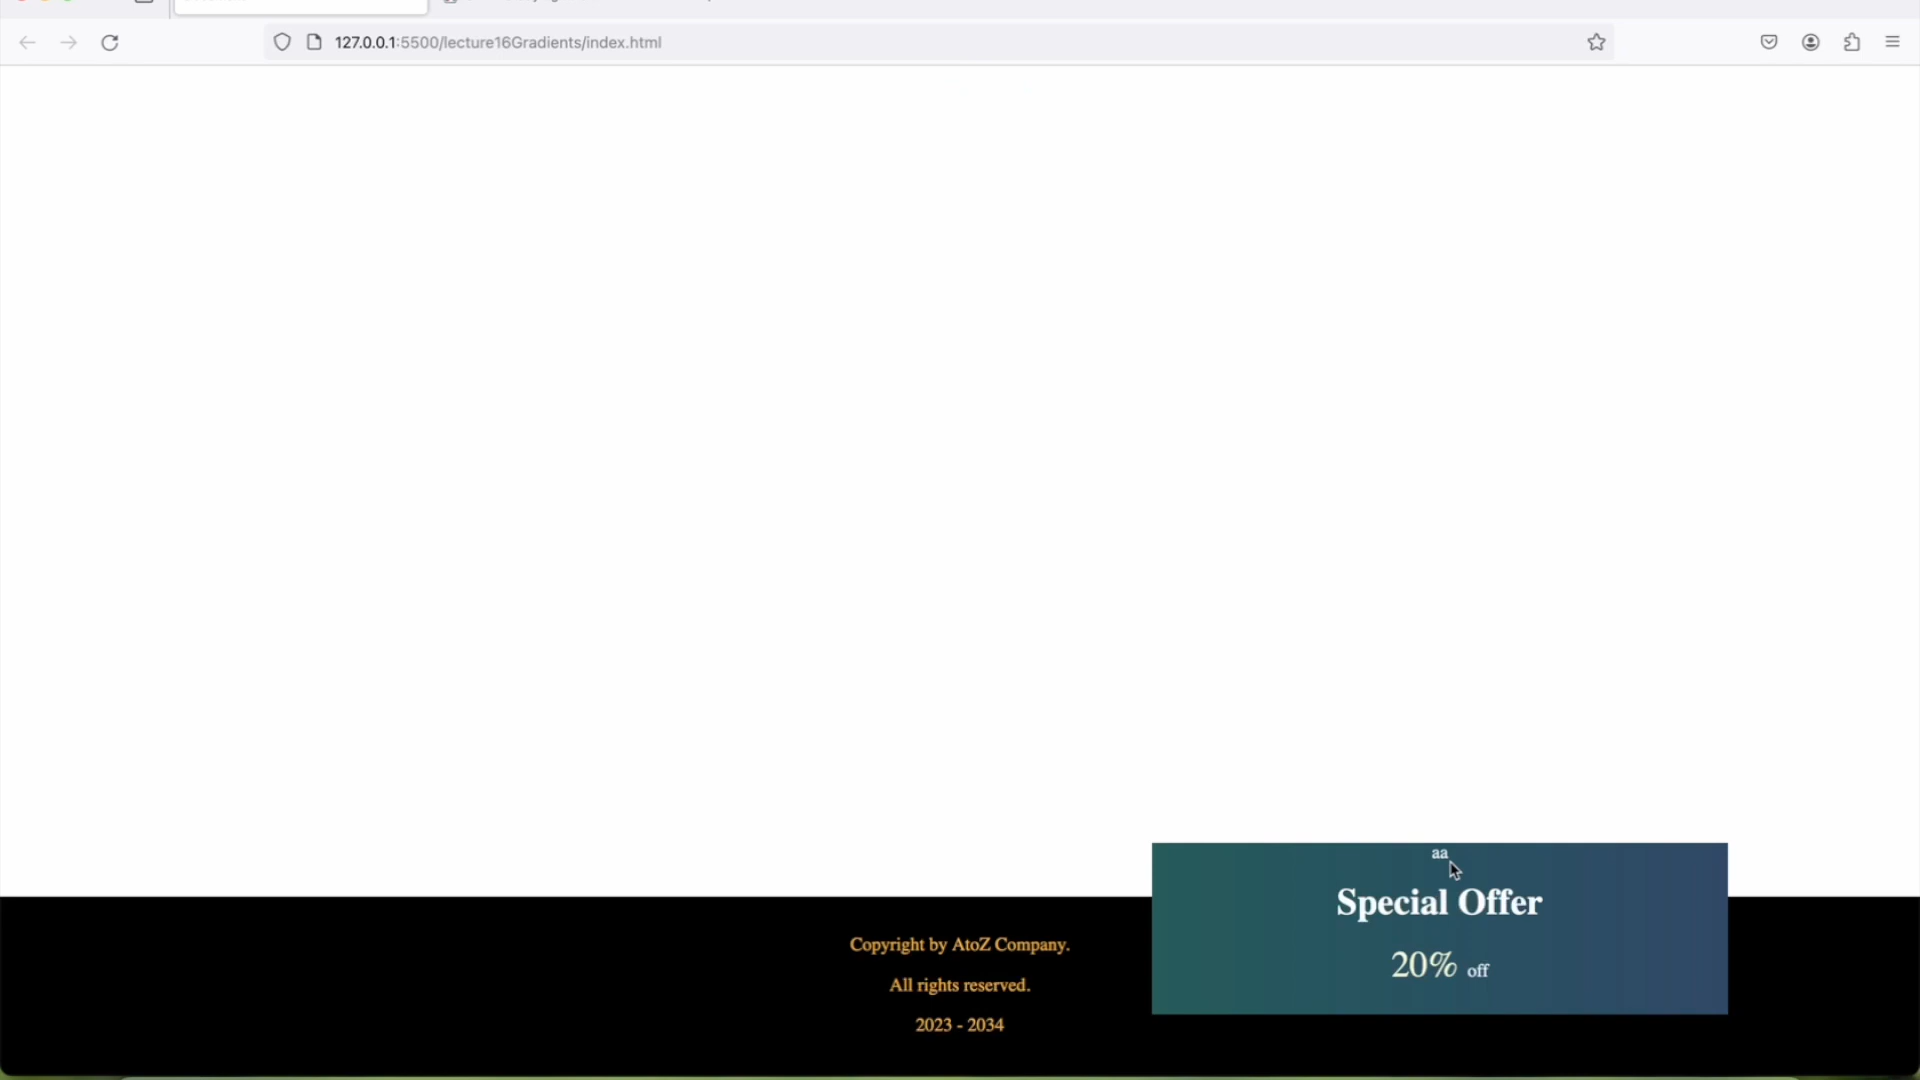 127.0.0.1:5500/lecture16Gradients/index.html
aa
Special Offer
20% off
Copyright by AtoZ Company.
All rights reserved.
2023 - 2034